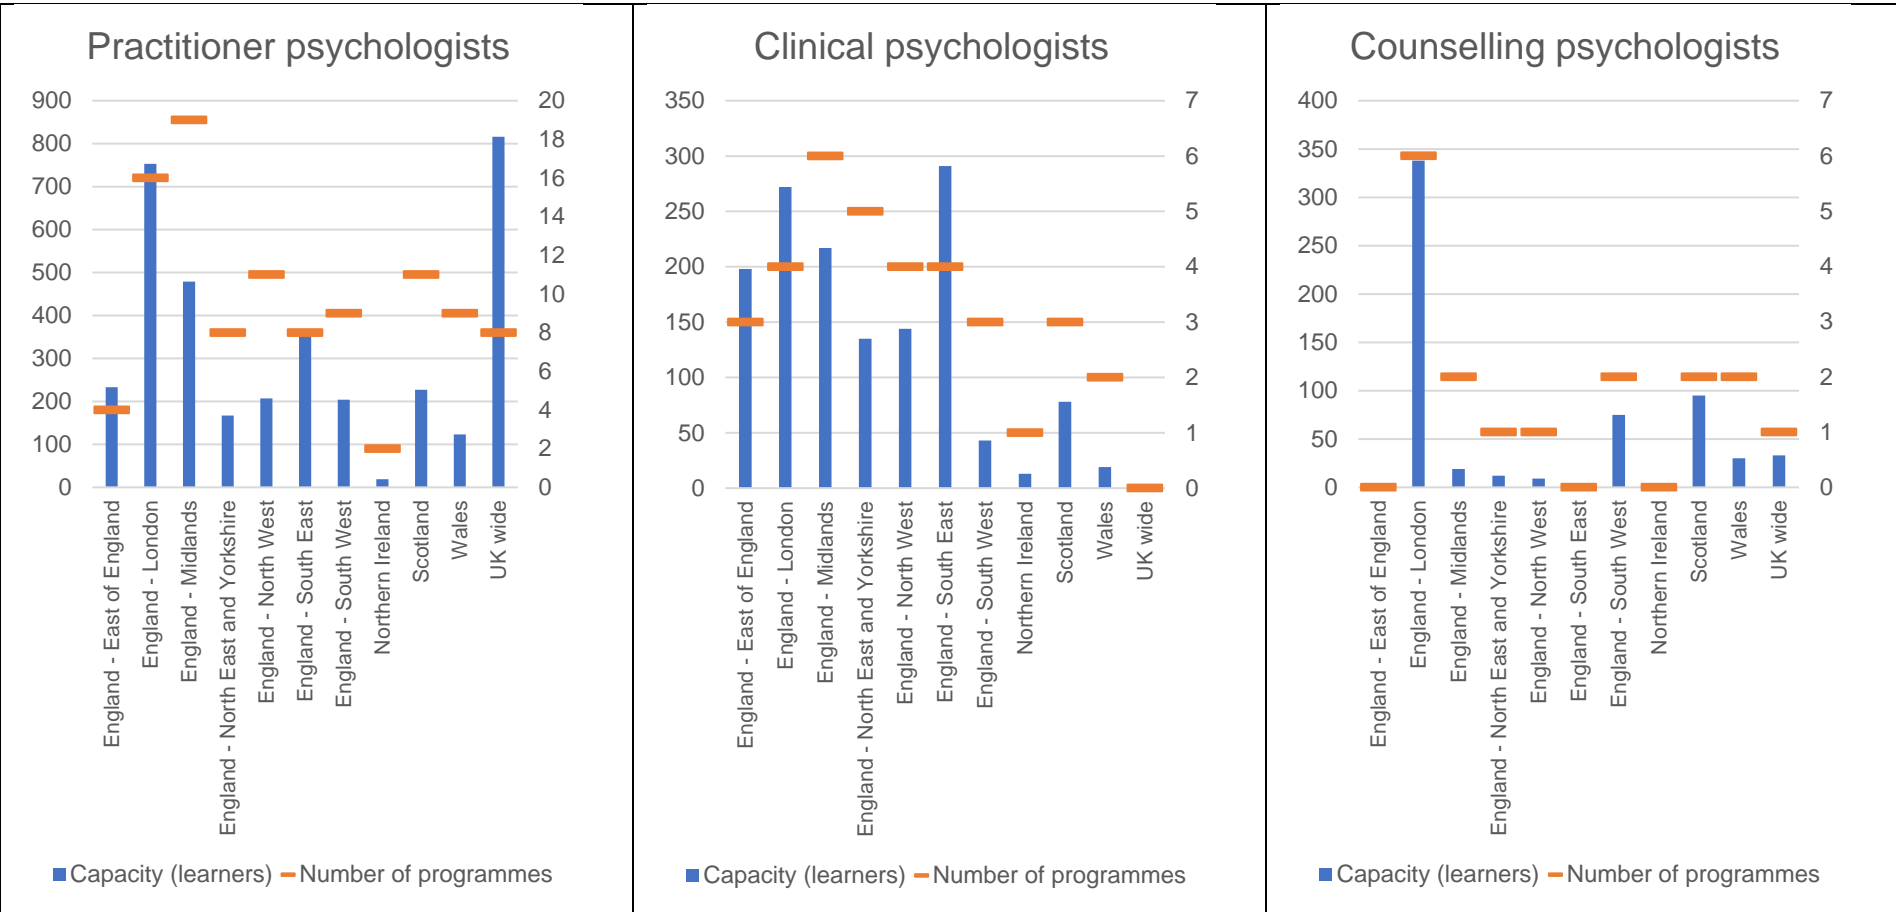 Practitioner psychologists
900
800
700
600
500
400
300
200
100
0
20
18
16
14
12
10
8
6
4
2
0
England - East of England
England - London
England - Midlands
England - North East and Yorkshire
England - North West
England - South East
England - South West
Northern Ireland
Scotland
Wales
UK wide
Capacity (learners)
Number of programmes
Clinical psychologists
350
300
250
200
150
100
50
0
7
6
5
4
3
2
1
0
England - East of England
England - London
England - Midlands
England - North East and Yorkshire
England - North West
England - South East
England - South West
Northern Ireland
Scotland
Wales
UK wide
Capacity (learners)
Number of programmes
Counselling psychologists
400
350
300
250
200
150
100
50
0
7
6
5
4
3
2
1
0
England - East of England
England - London
England - Midlands
England - North East and Yorkshire
England - North West
England - South East
England - South West
Northern Ireland
Scotland
Wales
UK wide
Capacity (learners)
Number of programmes